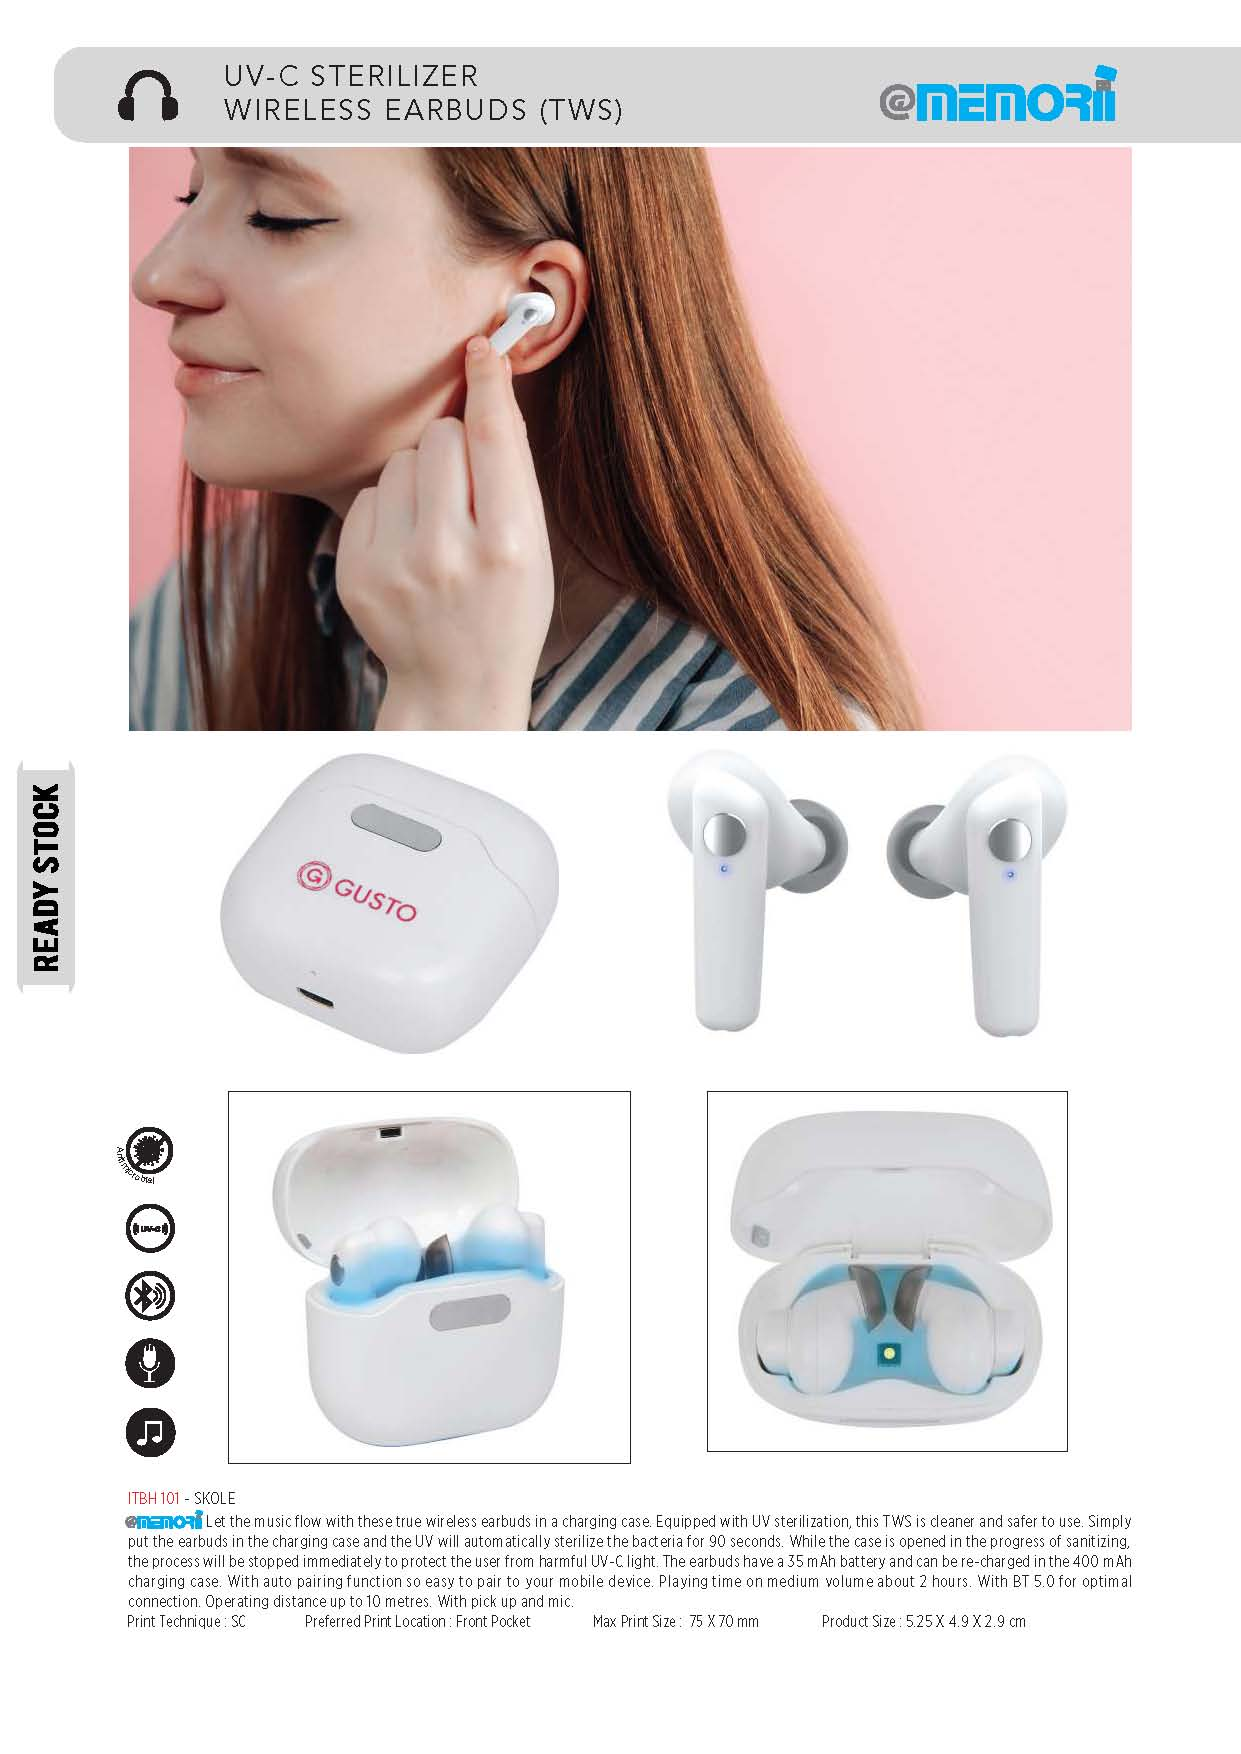 UV-C STERILIZER
WIRELESS EARBUDS (TWS)
@MEMORII
READY STOCK
G GUSTO
Antimicrobial
UV-C
ITBH 101 - SKOLE
@MEMORII Let the music flow with these true wireless earbuds in a charging case. Equipped with UV sterilization, this TWS is cleaner and safer to use. Simply
put the earbuds in the charging case and the UV will automatically sterilize the bacteria for 90 seconds. While the case is opened in the progress of sanitizing,
the process will be stopped immediately to protect the user from harmful UV-C light. The earbuds have a 35 mAh battery and can be re-charged in the 400 mAh
charging case. With auto pairing function so easy to pair to your mobile device. Playing time on medium volume about 2 hours. With BT 5.0 for optimal
connection. Operating distance up to 10 metres. With pick up and mic.
Print Technique : SC Preferred Print Location : Front Pocket Max Print Size : 75 X 70 mm Product Size : 5.25 X 4.9 X 2.9 cm